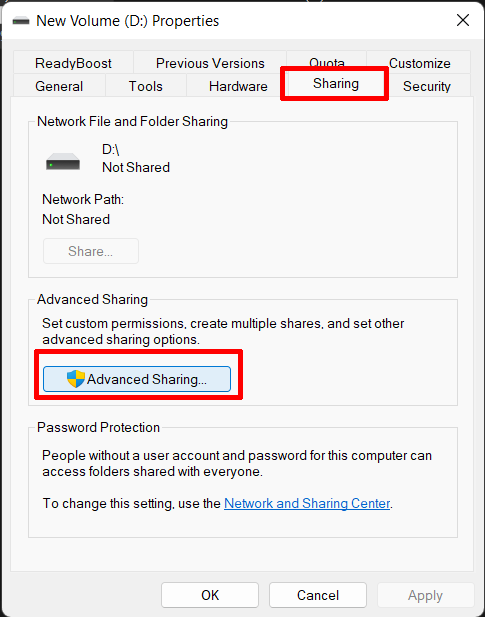 New Volume (D:) Properties
ReadyBoost Previous Versions Quota Customize
General Tools Hardware Sharing Security
Network File and Folder Sharing
D:\
Not Shared
Network Path:
Not Shared
Share...
Advanced Sharing
Set custom permissions, create multiple shares, and set other
advanced sharing options.
Advanced Sharing...
Password Protection
People without a user account and password for this computer can
access folders shared with everyone.
To change this setting, use the Network and Sharing Center.
OK Cancel Apply